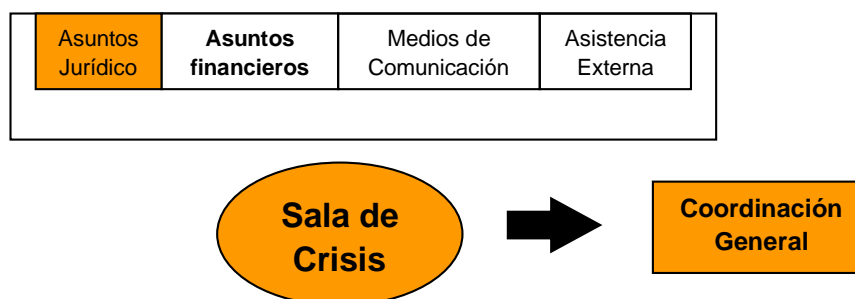 Asuntos
Jurídico
Asuntos
financieros
Medios de
Comunicación
Asistencia
Externa
Sala de
Crisis
Coordinación
General